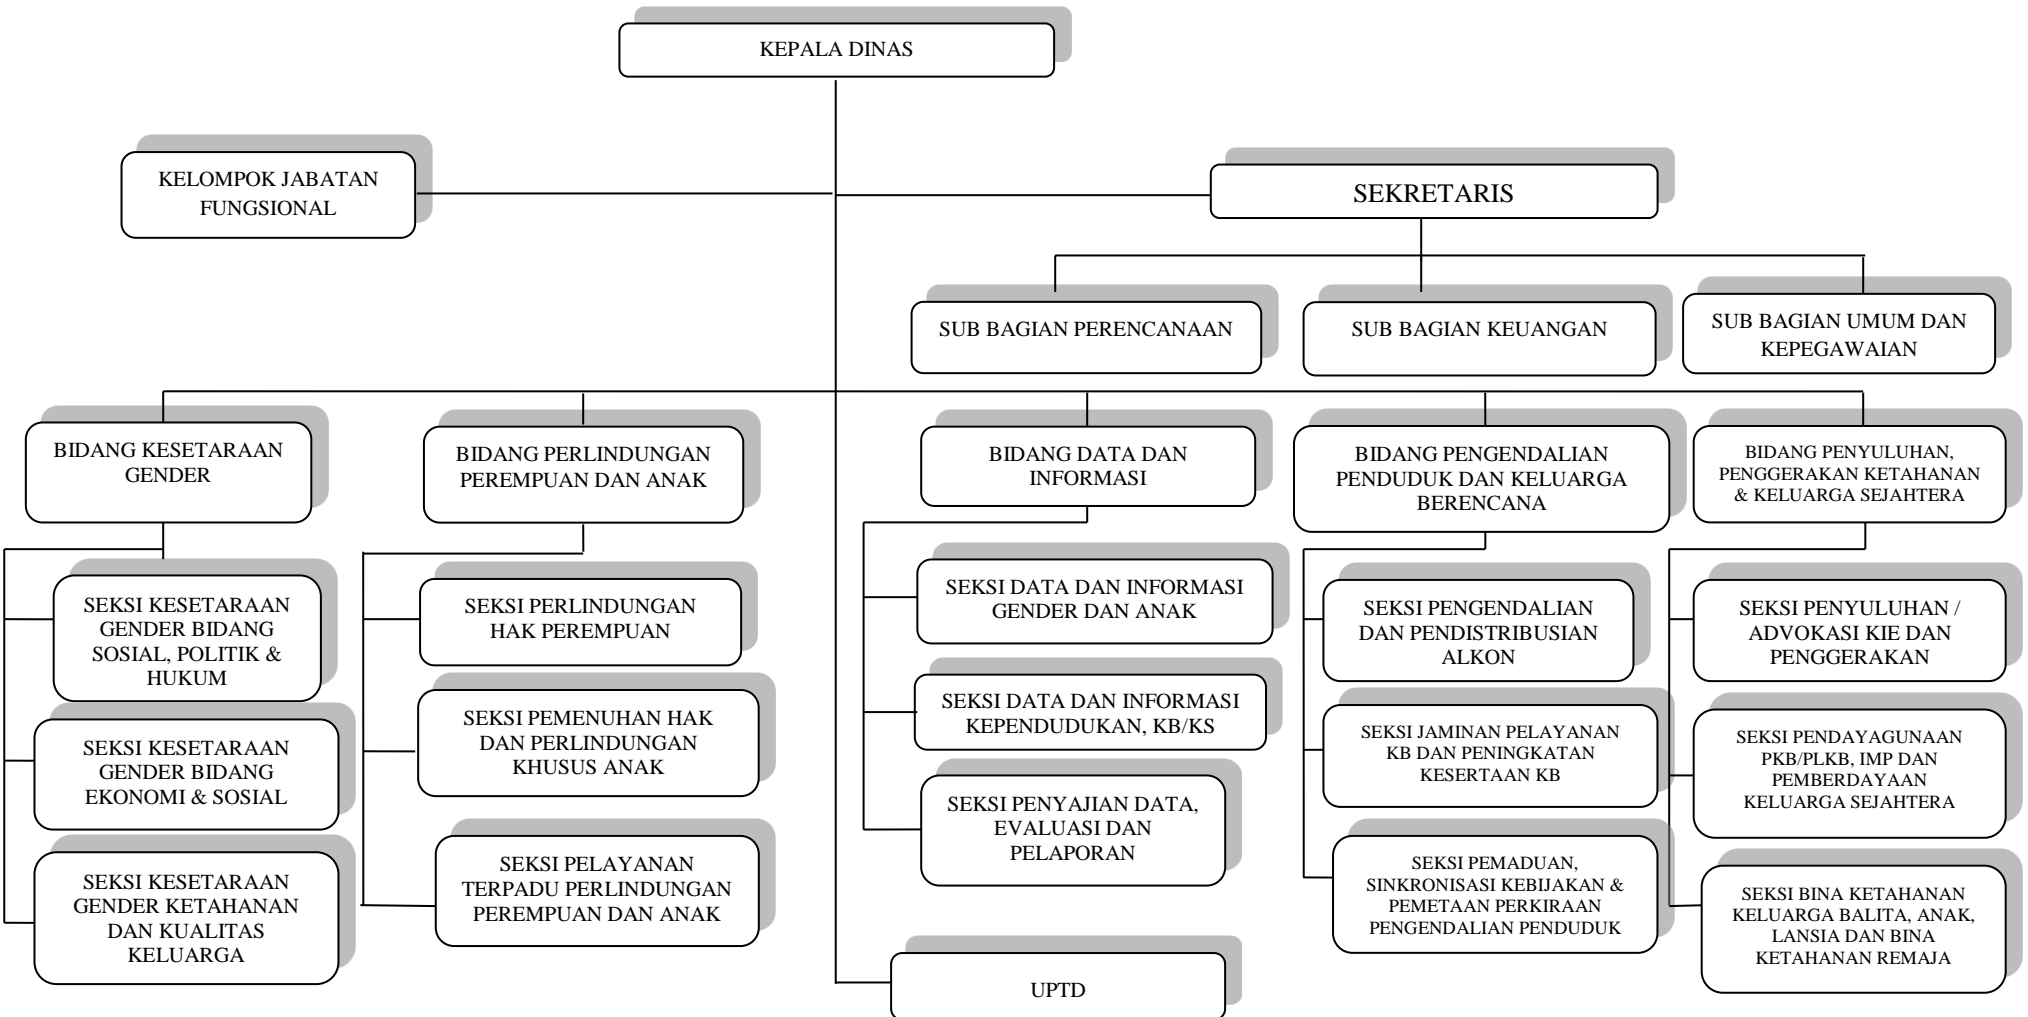 KEPALA DINAS
KELOMPOK JABATAN
FUNGSIONAL
SEKRETARIS
SUB BAGIAN PERENCANAAN
SUB BAGIAN KEUANGAN
SUB BAGIAN UMUM DAN
KEPEGAWAIAN
BIDANG KESETARAAN
GENDER
BIDANG PERLINDUNGAN
PEREMPUAN DAN ANAK
BIDANG DATA DAN
INFORMASI
BIDANG PENGENDALIAN
PENDUDUK DAN KELUARGA
BERENCANA
BIDANG PENYULUHAN,
PENGGERAKAN KETAHANAN
& KELUARGA SEJAHTERA
SEKSI KESETARAAN
GENDER BIDANG
SOSIAL, POLITIK &
HUKUM
SEKSI KESETARAAN
GENDER BIDANG
EKONOMI & SOSIAL
SEKSI KESETARAAN
GENDER KETAHANAN
DAN KUALITAS
KELUARGA
SEKSI PERLINDUNGAN
HAK PEREMPUAN
SEKSI PEMENUHAN HAK
DAN PERLINDUNGAN
KHUSUS ANAK
SEKSI PELAYANAN
TERPADU PERLINDUNGAN
PEREMPUAN DAN ANAK
SEKSI DATA DAN INFORMASI
GENDER DAN ANAK
SEKSI DATA DAN INFORMASI
KEPENDUDUKAN, KB/KS
SEKSI PENYAJIAN DATA,
EVALUASI DAN
PELAPORAN
SEKSI PENGENDALIAN
DAN PENDISTRIBUSIAN
ALKON
SEKSI JAMINAN PELAYANAN
KB DAN PENINGKATAN
KESERTAAN KB
SEKSI PEMADUAN,
SINKRONISASI KEBIJAKAN &
PEMETAAN PERKIRAAN
PENGENDALIAN PENDUDUK
SEKSI PENYULUHAN /
ADVOKASI KIE DAN
PENGGERAKAN
SEKSI PENDAYAGUNAAN
PKB/PLKB, IMP DAN
PEMBERDAYAAN
KELUARGA SEJAHTERA
SEKSI BINA KETAHANAN
KELUARGA BALITA, ANAK,
LANSIA DAN BINA
KETAHANAN REMAJA
UPTD